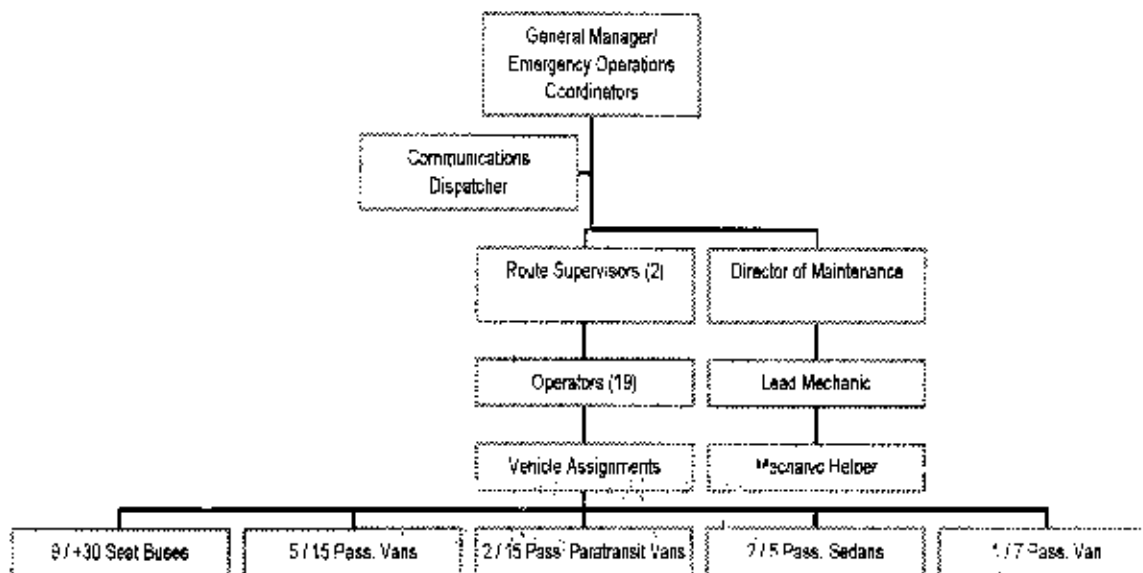 General Manager/
Emergency Operations
Coordinators
Communications
Dispatcher
Route Supervisors (2)
Director of Maintenance
Operators (19)
Lead Mechanic
Vehicle Assignments
Mechanic Helper
9 / +30 Seat Buses
5 / 15 Pass. Vans
2 / 15 Pass. Paratransit Vans
/ 5 Pass. Sedans
1 / 7 Pass. Van